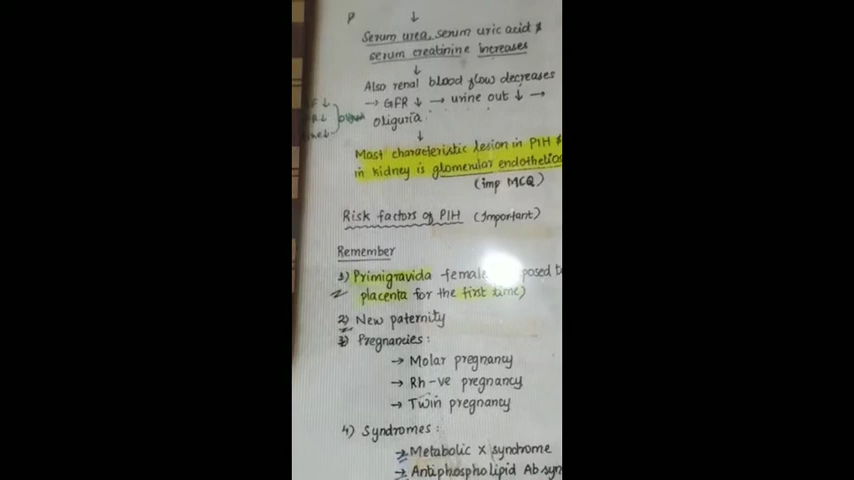 ↓
Serum urea, serum uric acid &
serum creatinine increases
↓
Also renal blood flow decreases
→ GFR ↓ → urine out ↓ →
oliguria
↓
Most characteristic lesion in PIH &
in kidney is glomerular endothelios
(imp MCQ)
Risk factors of PIH (Important)
Remember
1) Primigravida female posed t
placenta for the first time)
2) New paternity
3) Pregnancies:
→ Molar pregnancy
→ Rh-ve pregnancy
→ Twin pregnancy
4) Syndromes:
→ Metabolic x syndrome
→ Antiphospholipid Ab syn